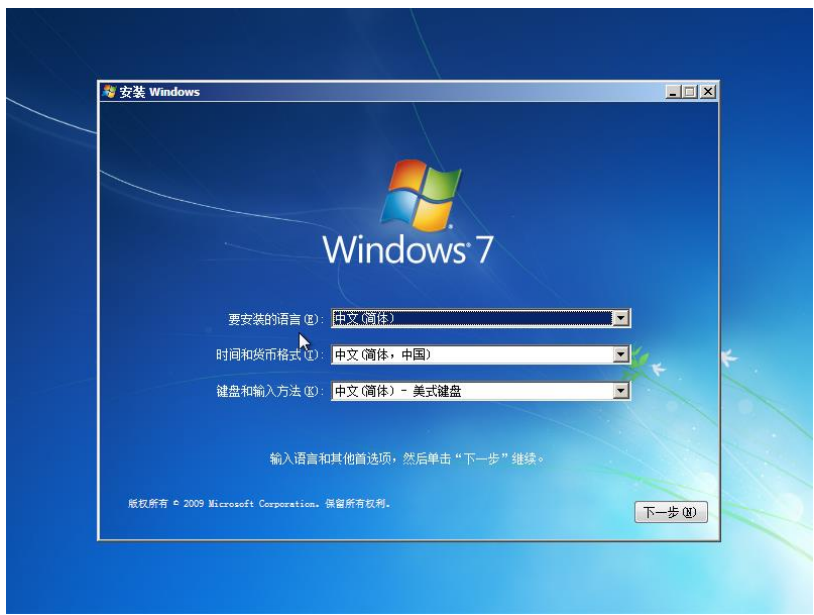 安装 Windows
Windows® 7
要安装的语言(E): 中文(简体)
时间和货币格式(T): 中文(简体，中国)
键盘和输入方法(K): 中文(简体) - 美式键盘
输入语言和其他首选项，然后单击“下一步”继续。
版权所有 © 2009 Microsoft Corporation。保留所有权利。
下一步(N)